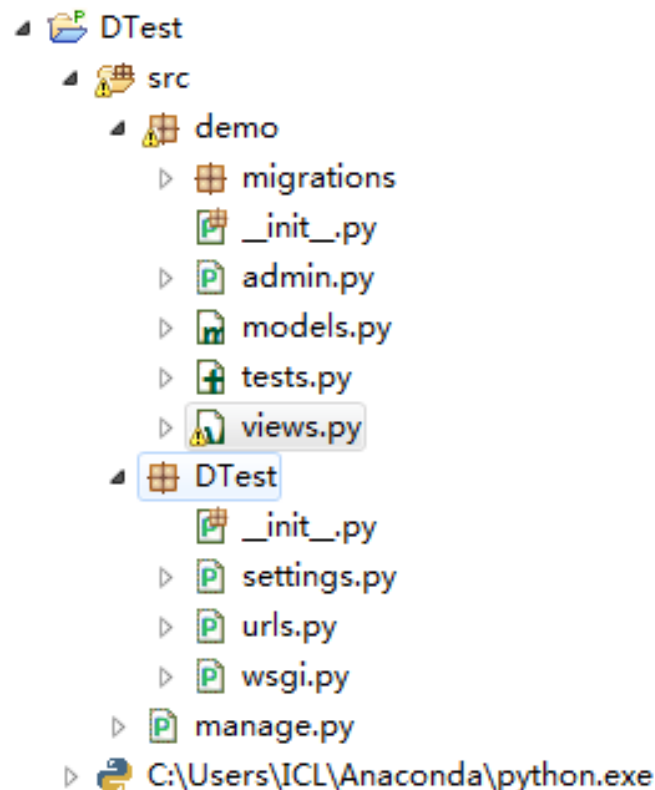 DTest
src
demo
migrations
__init__.py
admin.py
models.py
tests.py
views.py
DTest
__init__.py
settings.py
urls.py
wsgi.py
manage.py
C:\Users\ICL\Anaconda\python.exe